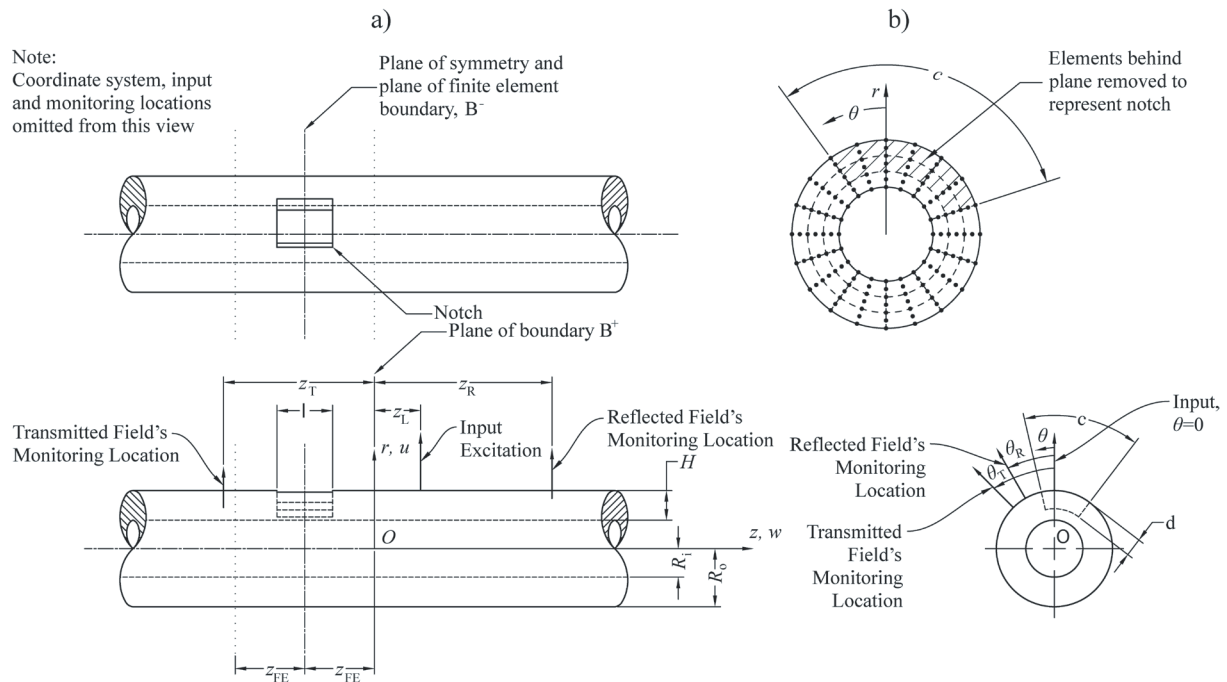 a)
b)
Note:
Coordinate system, input
and monitoring locations
omitted from this view
Plane of symmetry and
plane of finite element
boundary, B⁻
Elements behind
plane removed to
represent notch
c
r
θ
Notch
Plane of boundary B⁺
z_T
z_R
l
z_L
Transmitted Field's
Monitoring Location
r, u
Input
Excitation
Reflected Field's
Monitoring Location
H
O
z, w
R_i
R_o
z_FE
z_FE
Input,
θ=0
c
θ
θ_R
θ_T
Reflected Field's
Monitoring
Location
Transmitted
Field's
Monitoring
Location
O
d